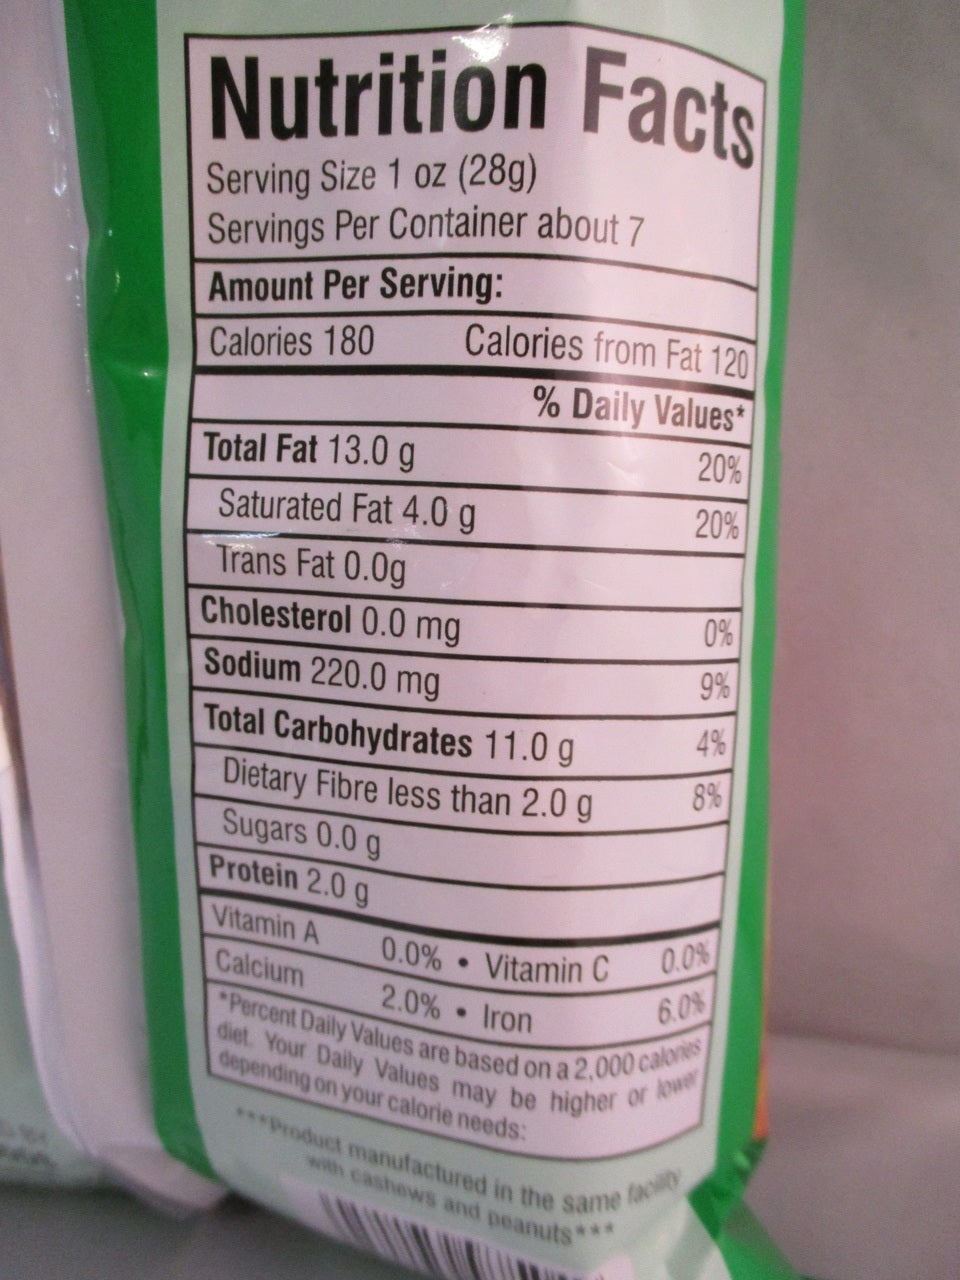 Nutrition Facts
Serving Size 1 oz (28g)
Servings Per Container about 7
Amount Per Serving:
Calories 180 Calories from Fat 120
% Daily Values*
Total Fat 13.0 g 20%
Saturated Fat 4.0 g 20%
Trans Fat 0.0g
Cholesterol 0.0 mg 0%
Sodium 220.0 mg 9%
Total Carbohydrates 11.0 g 4%
Dietary Fibre less than 2.0 g 8%
Sugars 0.0 g
Protein 2.0 g
Vitamin A 0.0% • Vitamin C 0.0%
Calcium 2.0% • Iron 6.0%
*Percent Daily Values are based on a 2,000 calories
diet. Your Daily Values may be higher or lower
depending on your calorie needs:
***Product manufactured in the same facility
with cashews and peanuts***